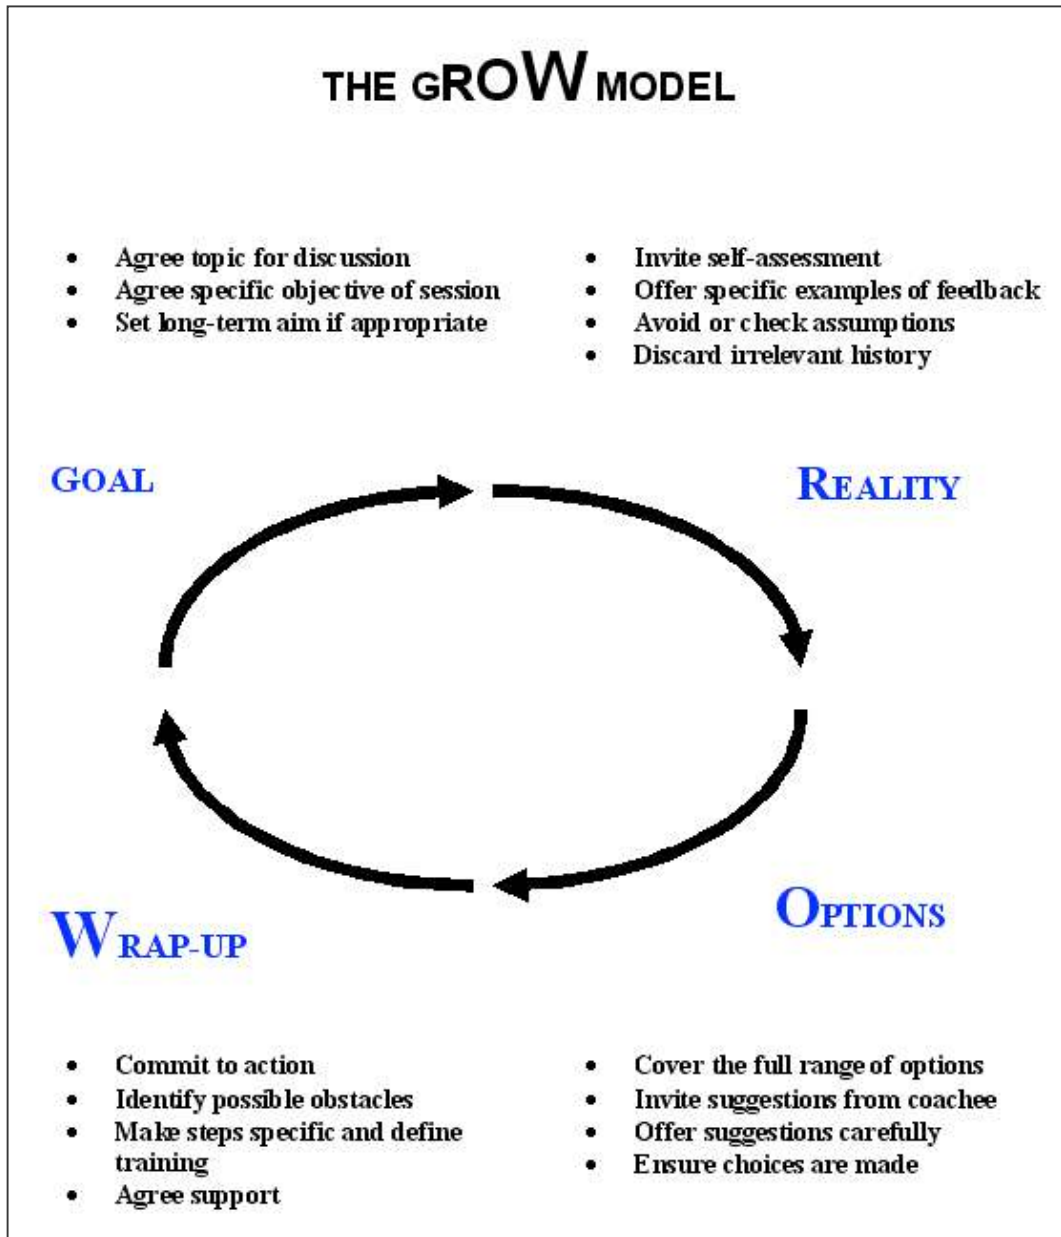 THE GROW MODEL
• Agree topic for discussion
• Agree specific objective of session
• Set long-term aim if appropriate
• Invite self-assessment
• Offer specific examples of feedback
• Avoid or check assumptions
• Discard irrelevant history
GOAL
REALITY
WRAP-UP
OPTIONS
• Commit to action
• Identify possible obstacles
• Make steps specific and define
training
• Agree support
• Cover the full range of options
• Invite suggestions from coachee
• Offer suggestions carefully
• Ensure choices are made